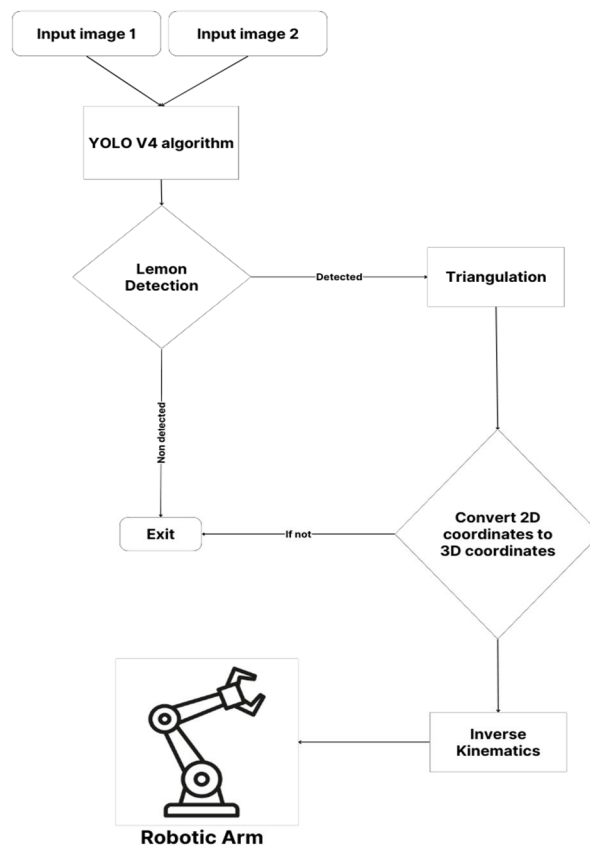 Input image 1
Input image 2
YOLO V4 algorithm
Lemon
Detection
Detected
Triangulation
Non detected
Convert 2D
coordinates to
3D coordinates
If not
Exit
Inverse
Kinematics
Robotic Arm